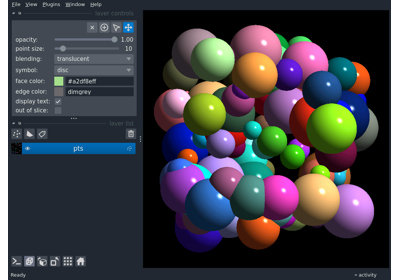 File View Plugins Window Help
layer controls
opacity: 1.00
point size: 10
blending: translucent
symbol: disc
face color: #a2df8eff
edge color: dimgrey
display text: ✓
out of slice:
layer list
pts
activity